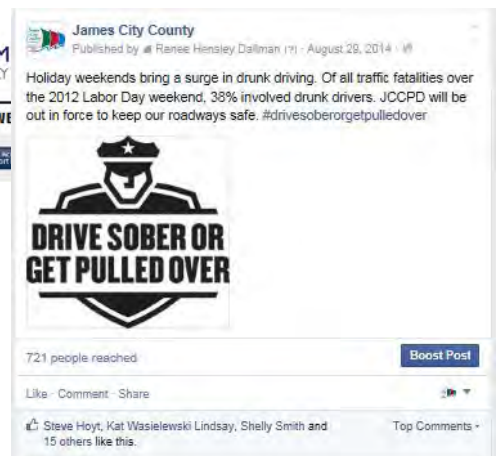 James City County
Published by Renee Hensley Dallman [?] · August 29, 2014 ·
Holiday weekends bring a surge in drunk driving. Of all traffic fatalities over
the 2012 Labor Day weekend, 38% involved drunk drivers. JCCPD will be
out in force to keep our roadways safe. #drivesoberorgetpulledover
DRIVE SOBER OR
GET PULLED OVER
721 people reached
Boost Post
Like · Comment · Share
Steve Hoyt, Kat Wasielewski Lindsay, Shelly Smith and
15 others like this.
Top Comments